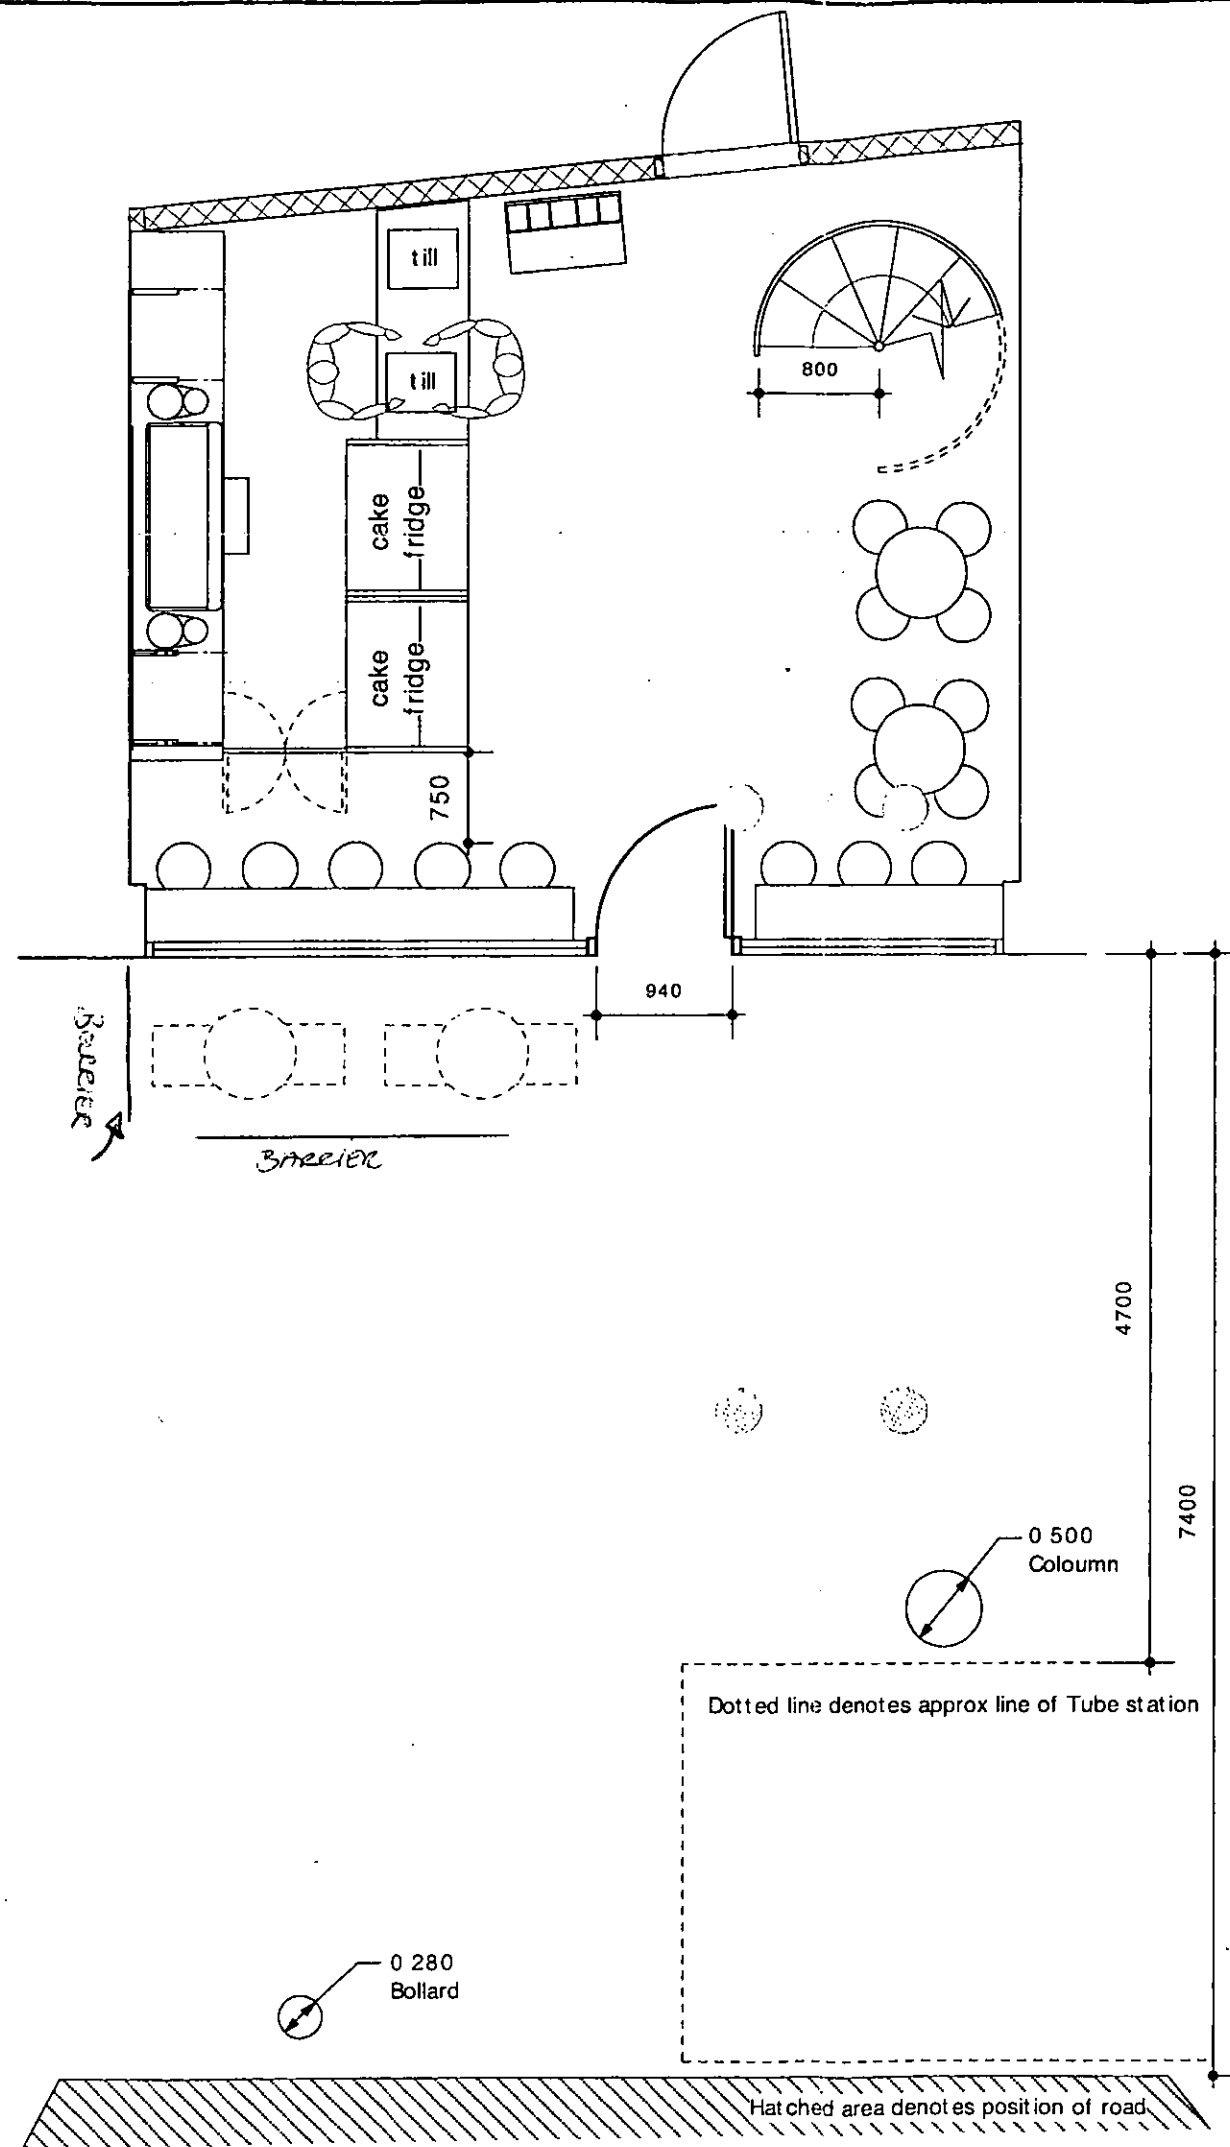 till
till
800
cake
fridge
cake
fridge
750
940
BARRIER
BARRIER
4700
7400
0 500
Coloumn
Dotted line denotes approx line of Tube station
0 280
Bollard
Hatched area denotes position of road